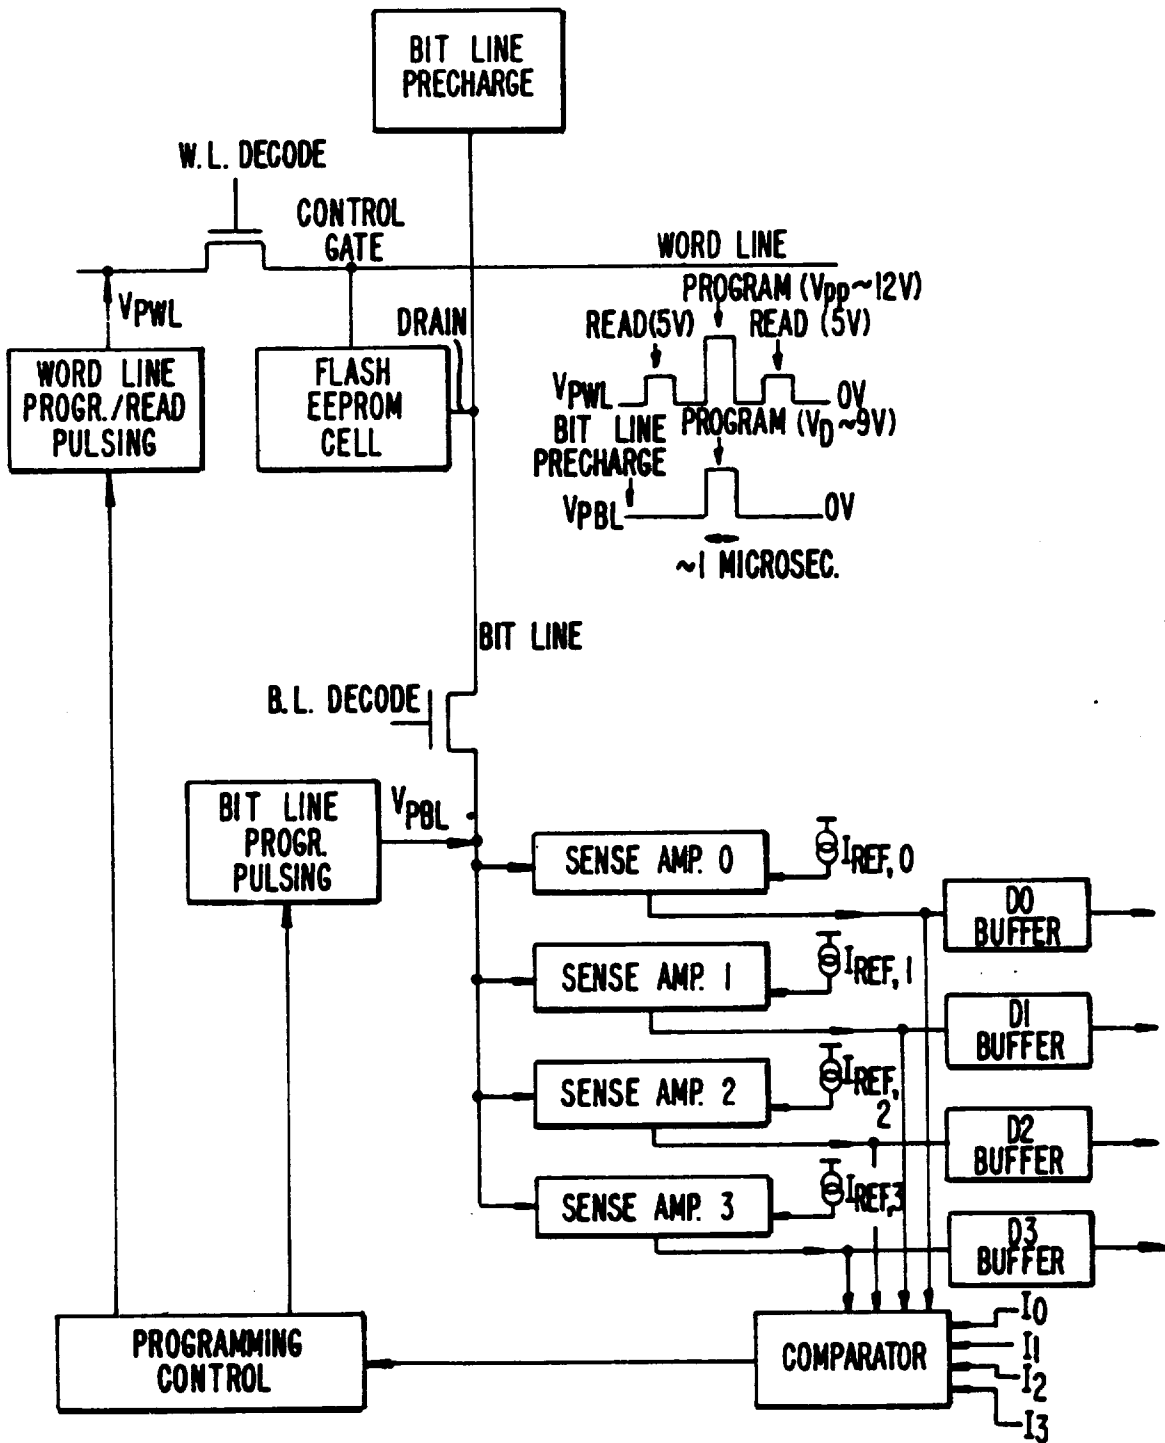 BIT LINE
PRECHARGE
W.L. DECODE
CONTROL
GATE
WORD LINE
VPWL
DRAIN
PROGRAM (Vpp~12V)
READ(5V)
READ (5V)
WORD LINE
PROGR./READ
PULSING
FLASH
EEPROM
CELL
VPWL
0V
BIT LINE
PRECHARGE
PROGRAM (VD~9V)
VPBL
0V
~1 MICROSEC.
BIT LINE
B.L. DECODE
BIT LINE
PROGR.
PULSING
VPBL
SENSE AMP. 0
IREF, 0
D0
BUFFER
SENSE AMP. 1
IREF, 1
D1
BUFFER
SENSE AMP. 2
IREF,
2
D2
BUFFER
SENSE AMP. 3
IREF,3
D3
BUFFER
PROGRAMMING
CONTROL
COMPARATOR
I0
I1
I2
I3